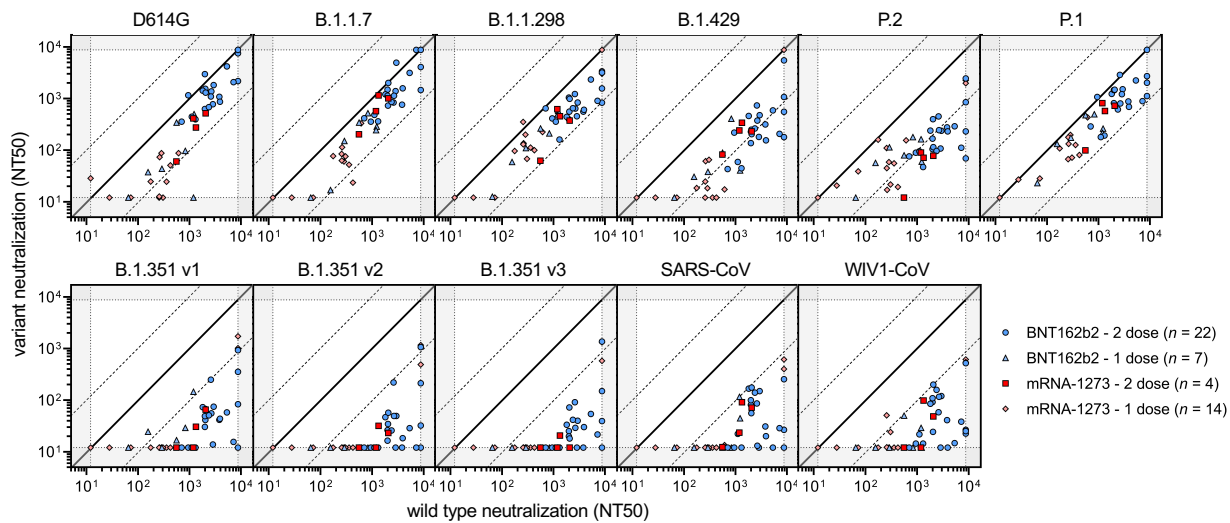 D614G B.1.1.7 B.1.1.298 B.1.429 P.2 P.1
10⁴
10³
10²
10¹
10¹ 10² 10³ 10⁴ 10¹ 10² 10³ 10⁴ 10¹ 10² 10³ 10⁴ 10¹ 10² 10³ 10⁴ 10¹ 10² 10³ 10⁴ 10¹ 10² 10³ 10⁴
variant neutralization (NT50)
B.1.351 v1 B.1.351 v2 B.1.351 v3 SARS-CoV WIV1-CoV
10⁴
10³
10²
10¹
10¹ 10² 10³ 10⁴ 10¹ 10² 10³ 10⁴ 10¹ 10² 10³ 10⁴ 10¹ 10² 10³ 10⁴ 10¹ 10² 10³ 10⁴
wild type neutralization (NT50)
BNT162b2 - 2 dose (n = 22)
BNT162b2 - 1 dose (n = 7)
mRNA-1273 - 2 dose (n = 4)
mRNA-1273 - 1 dose (n = 14)